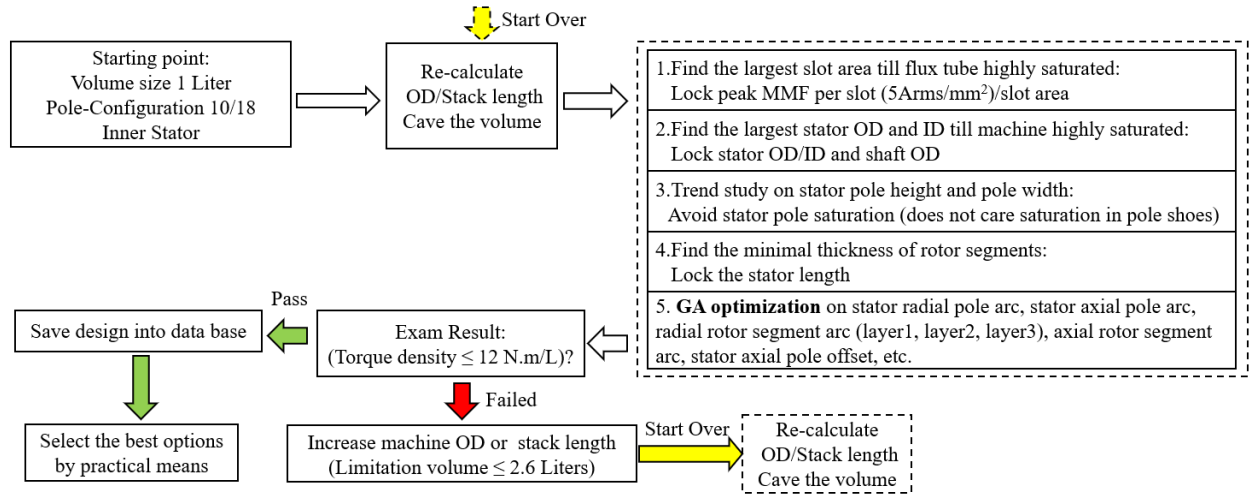 Start Over
Starting point:
Volume size 1 Liter
Pole-Configuration 10/18
Inner Stator
Re-calculate
OD/Stack length
Cave the volume
1.Find the largest slot area till flux tube highly saturated:
Lock peak MMF per slot (5Arms/mm²)/slot area
2.Find the largest stator OD and ID till machine highly saturated:
Lock stator OD/ID and shaft OD
3.Trend study on stator pole height and pole width:
Avoid stator pole saturation (does not care saturation in pole shoes)
4.Find the minimal thickness of rotor segments:
Lock the stator length
5. GA optimization on stator radial pole arc, stator axial pole arc,
radial rotor segment arc (layer1, layer2, layer3), axial rotor segment
arc, stator axial pole offset, etc.
Exam Result:
(Torque density ≤ 12 N.m/L)?
Pass
Save design into data base
Select the best options
by practical means
Failed
Increase machine OD or stack length
(Limitation volume ≤ 2.6 Liters)
Start Over
Re-calculate
OD/Stack length
Cave the volume